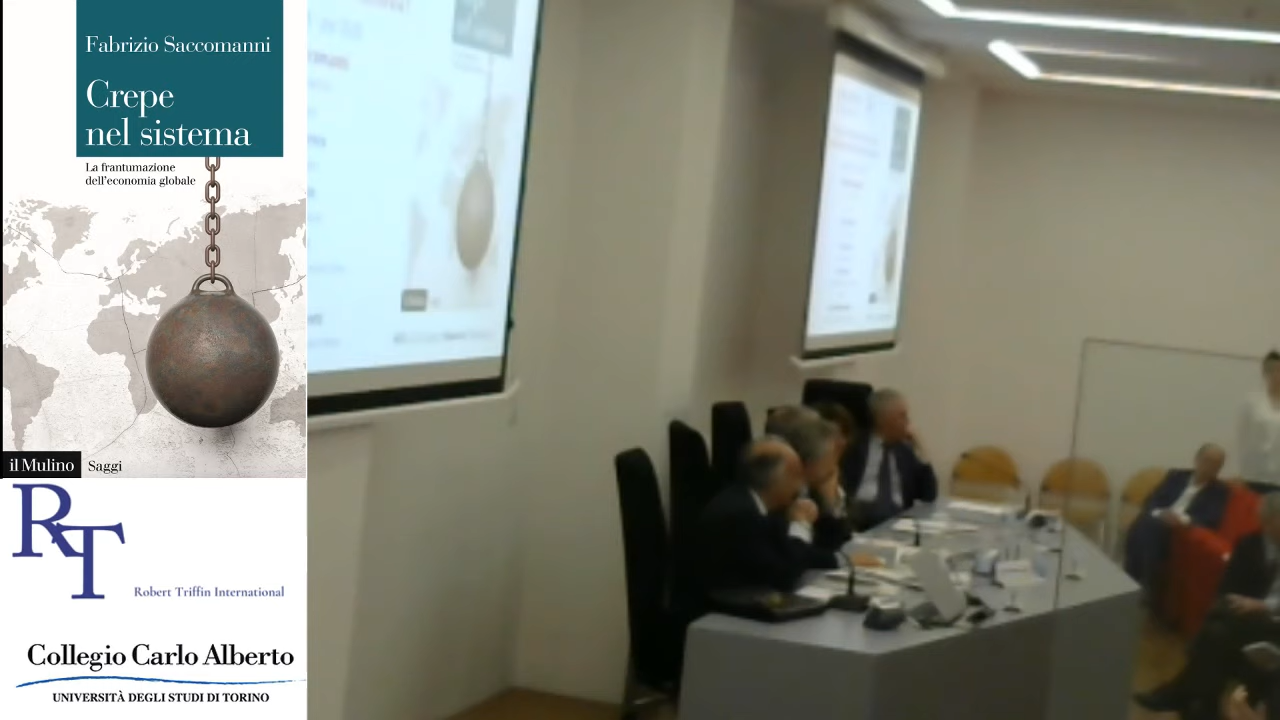 Fabrizio Saccomanni
Crepe
nel sistema
La frantumazione
dell'economia globale
il Mulino Saggi
RT
Robert Triffin International
Collegio Carlo Alberto
UNIVERSITÀ DEGLI STUDI DI TORINO